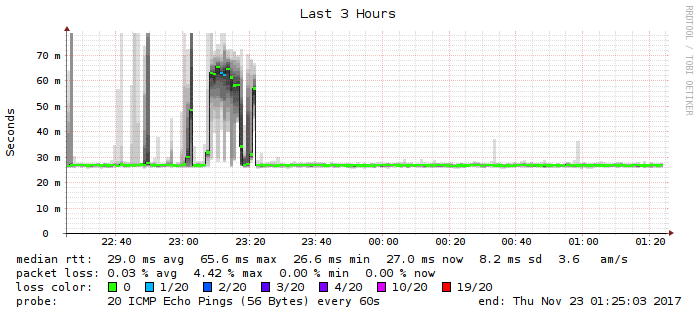 Last 3 Hours
RRDTOOL / TOBI OETIKER
Seconds
70 m
60 m
50 m
40 m
30 m
20 m
10 m
0
22:40 23:00 23:20 23:40 00:00 00:20 00:40 01:00 01:20
median rtt: 29.0 ms avg 65.6 ms max 26.6 ms min 27.0 ms now 8.2 ms sd 3.6 am/s
packet loss: 0.03 % avg 4.42 % max 0.00 % min 0.00 % now
loss color: 0 1/20 2/20 3/20 4/20 10/20 19/20
probe: 20 ICMP Echo Pings (56 Bytes) every 60s end: Thu Nov 23 01:25:03 2017